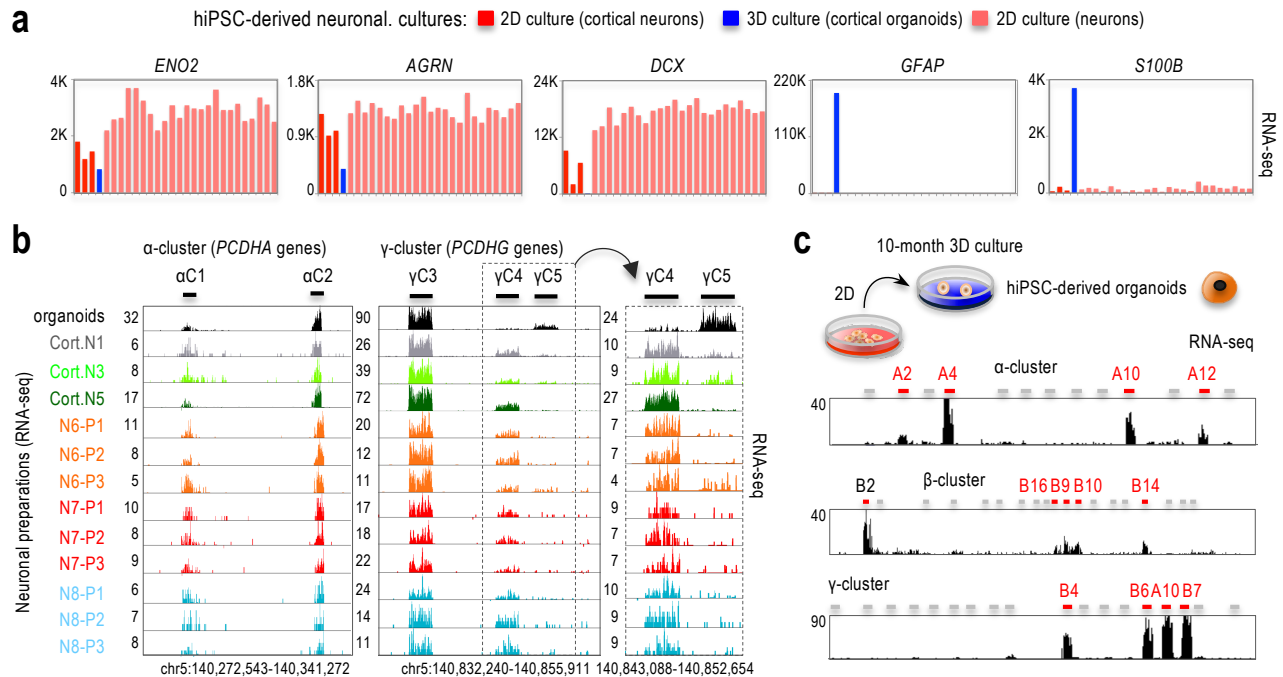 a
hiPSC-derived neuronal. cultures: 2D culture (cortical neurons) 3D culture (cortical organoids) 2D culture (neurons)
ENO2 AGRN DCX GFAP S100B
4K 1.8K 24K 220K 4K
2K 0.9K 12K 110K 2K
0 0 0 0 0
RNA-seq
b
α-cluster (PCDHA genes) γ-cluster (PCDHG genes)
αC1 αC2 γC3 γC4 γC5 γC4 γC5
Neuronal preparations (RNA-seq)
organoids 32 90 24
Cort.N1 6 26 10
Cort.N3 8 39 9
Cort.N5 17 72 27
N6-P1 11 20 7
N6-P2 8 12 7
N6-P3 5 11 4
N7-P1 10 17 9
N7-P2 8 18 7
N7-P3 9 22 7
N8-P1 6 24 10
N8-P2 7 14 9
N8-P3 8 11 9
RNA-seq
chr5:140,272,543-140,341,272 chr5:140,832,240-140,855,911 140,843,088-140,852,654
c
10-month 3D culture
2D
hiPSC-derived organoids
RNA-seq
α-cluster
A2 A4 A10 A12
40
β-cluster
B2 B16 B9 B10 B14
40
γ-cluster
B4 B6 A10 B7
90